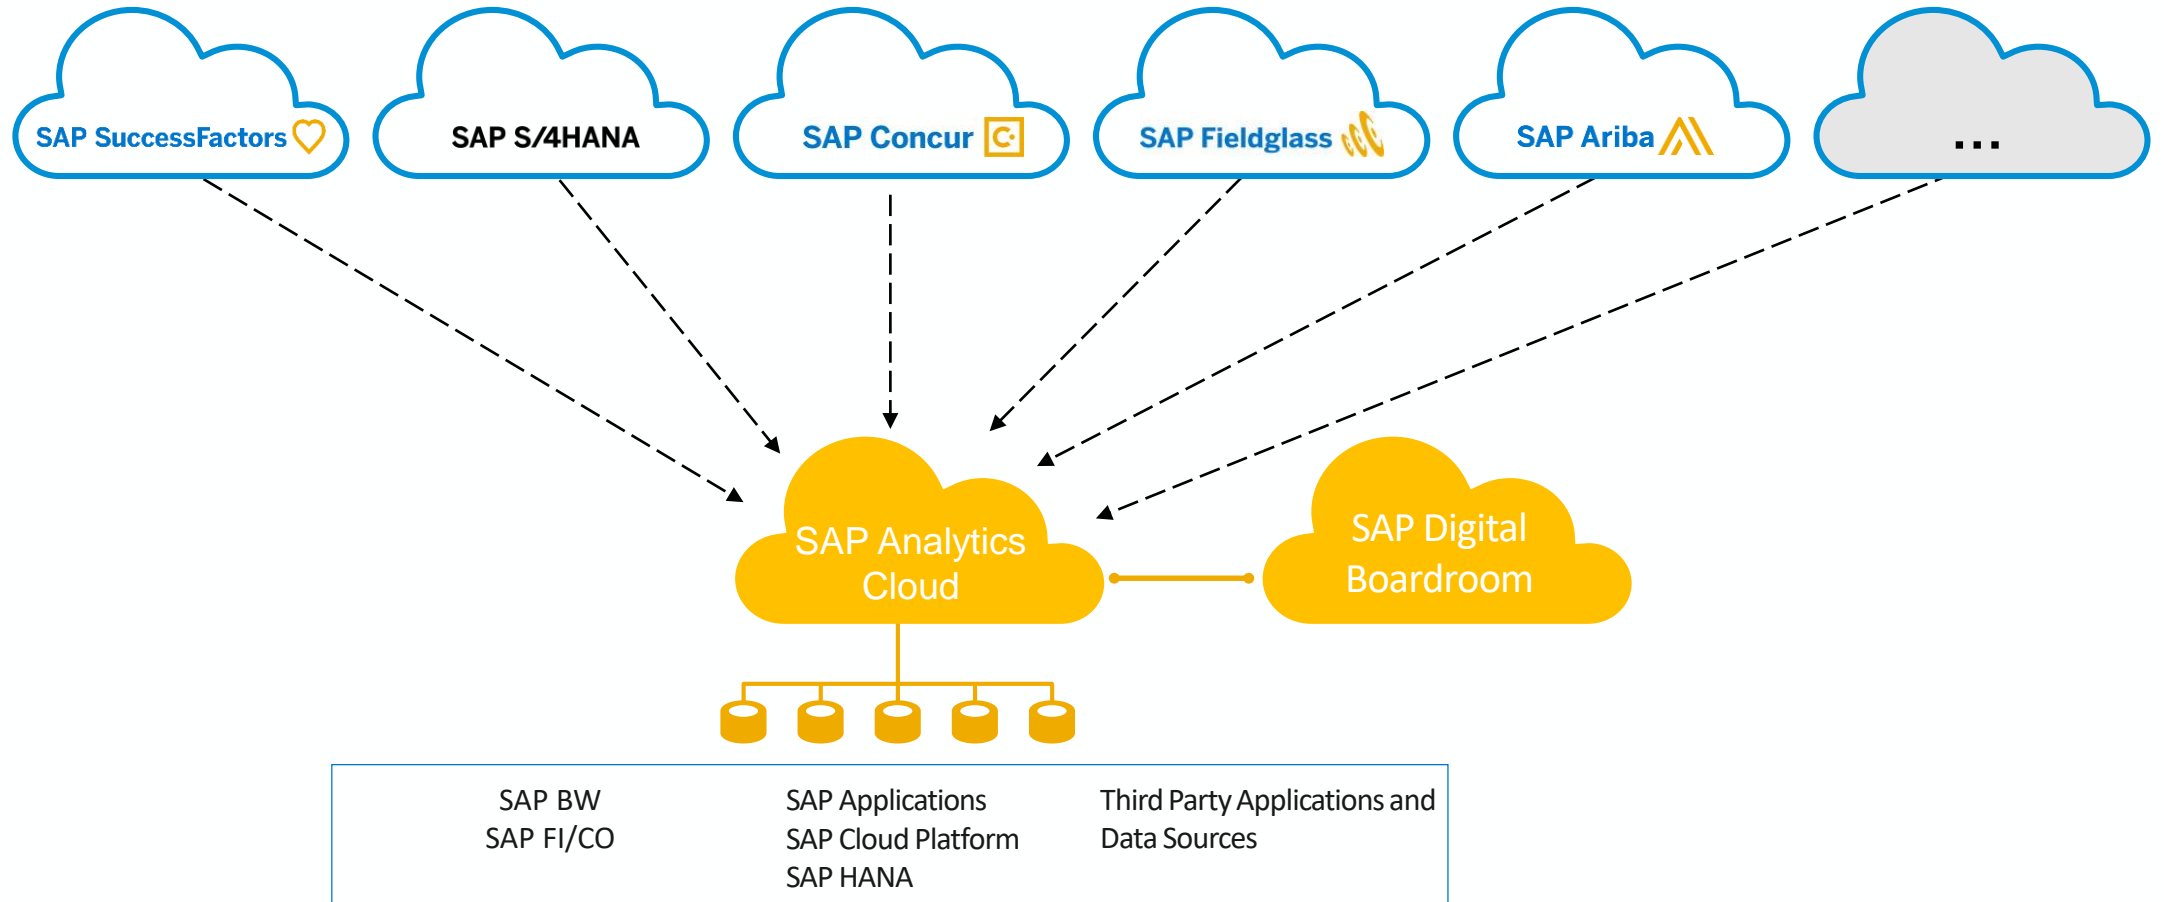 SAP SuccessFactors
SAP S/4HANA
SAP Concur
SAP Fieldglass
SAP Ariba
...
SAP Analytics
Cloud
SAP Digital
Boardroom
SAP BW
SAP FI/CO
SAP Applications
SAP Cloud Platform
SAP HANA
Third Party Applications and
Data Sources